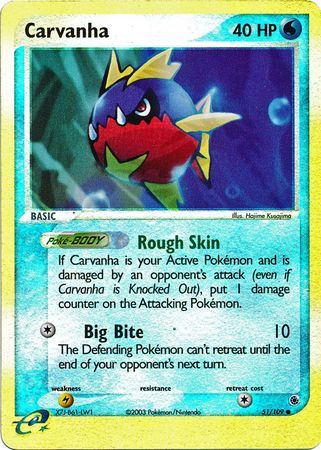 Carvanha 40 HP
BASIC Illus. Hajime Kusajima
Poké-BODY Rough Skin
If Carvanha is your Active Pokémon and is
damaged by an opponent's attack (even if
Carvanha is Knocked Out), put 1 damage
counter on the Attacking Pokémon.
Big Bite 10
The Defending Pokémon can't retreat until the
end of your opponent's next turn.
weakness resistance retreat cost
©2003 Pokémon/Nintendo 51/109
e